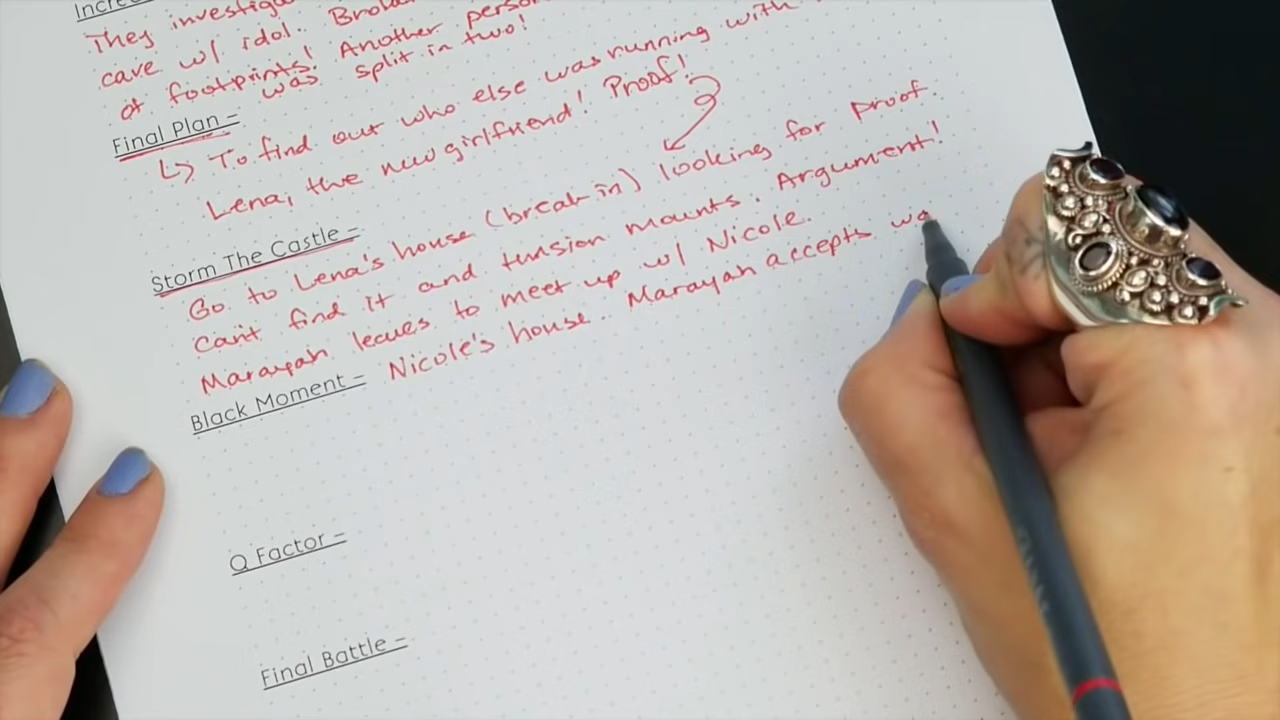 They
cave w/ idol.
of footprints! Another
was split in two!
Final Plan –
↳ To find out who else was running with
Lena, the new girlfriend! Proof!
Storm The Castle –
Go to Lena's house (break in) looking for proof.
Can't find it and tension mounts. Argument!
Marayah leaves to meet up w/ Nicole.
Nicole's house. Marayah accepts wa
Black Moment –
Q Factor –
Final Battle –